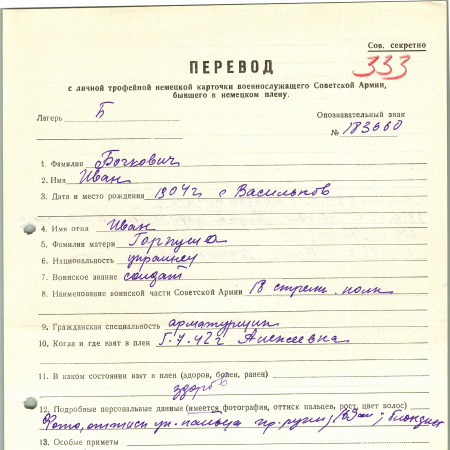 Сов. секретно
333
ПЕРЕВОД
с личной трофейной немецкой карточки военнослужащего Советской Армии,
бывшего в немецком плену.
Лагерь Б
Опознавательный знак
№ 183660
1. Фамилия Бочкович
2. Имя Иван
3. Дата и место рождения 1904г с Васильков
4. Имя отца Иван
5. Фамилия матери
6. Национальность украинец
7. Воинское звание солдат
8. Наименование воинской части Советской Армии 18 стрелк. полк
9. Гражданская специальность арматурщик
10. Когда и где взят в плен 5.7.42г Алексеевка
11. В каком состоянии взят в плен (здоров, болен, ранен)
здоров
12. Подробные персональные данные (имеется фотография, оттиск пальцев, рост, цвет волос)
Фото, оттиск ук. пальца пр. руки, блондин
13. Особые приметы